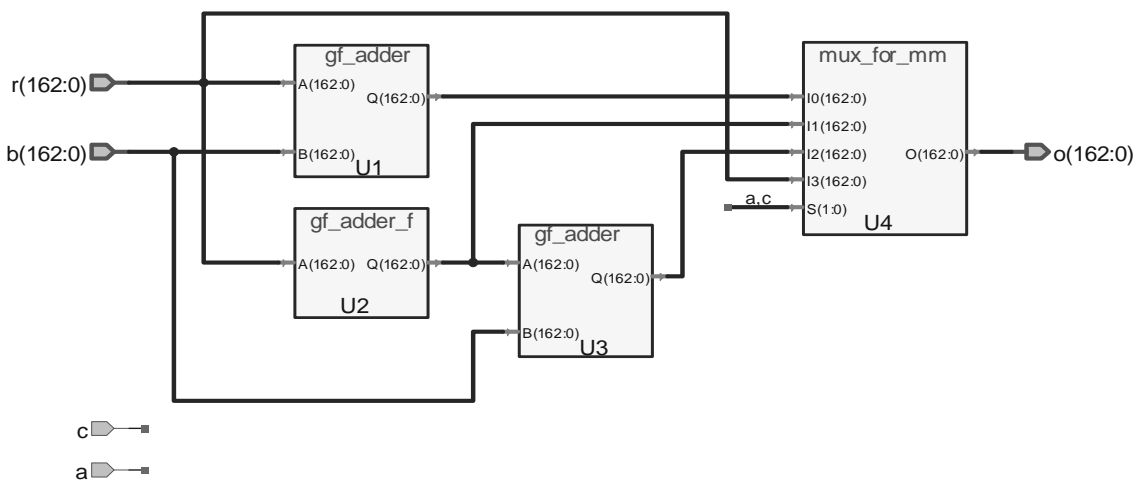 gf_adder
mux_for_mm
r(162:0)
A(162:0)
Q(162:0)
I0(162:0)
I1(162:0)
b(162:0)
B(162:0)
I2(162:0)
O(162:0)
o(162:0)
U1
I3(162:0)
a,c
S(1:0)
U4
gf_adder_f
gf_adder
A(162:0)
Q(162:0)
A(162:0)
Q(162:0)
U2
B(162:0)
U3
c
a